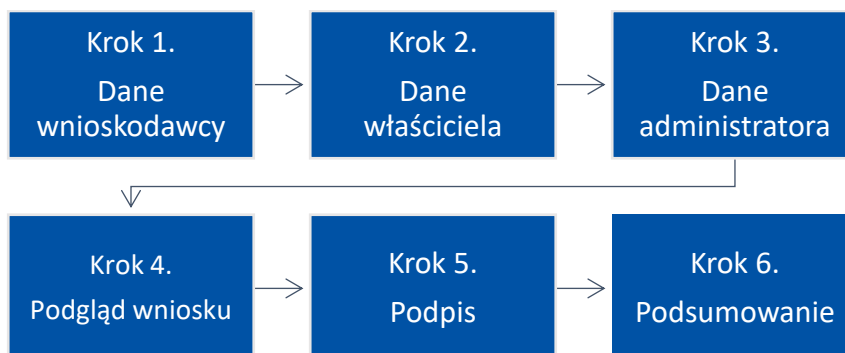 Krok 1.
Dane
wnioskodawcy
Krok 2.
Dane
właściciela
Krok 3.
Dane
administratora
Krok 4.
Podgląd wniosku
Krok 5.
Podpis
Krok 6.
Podsumowanie